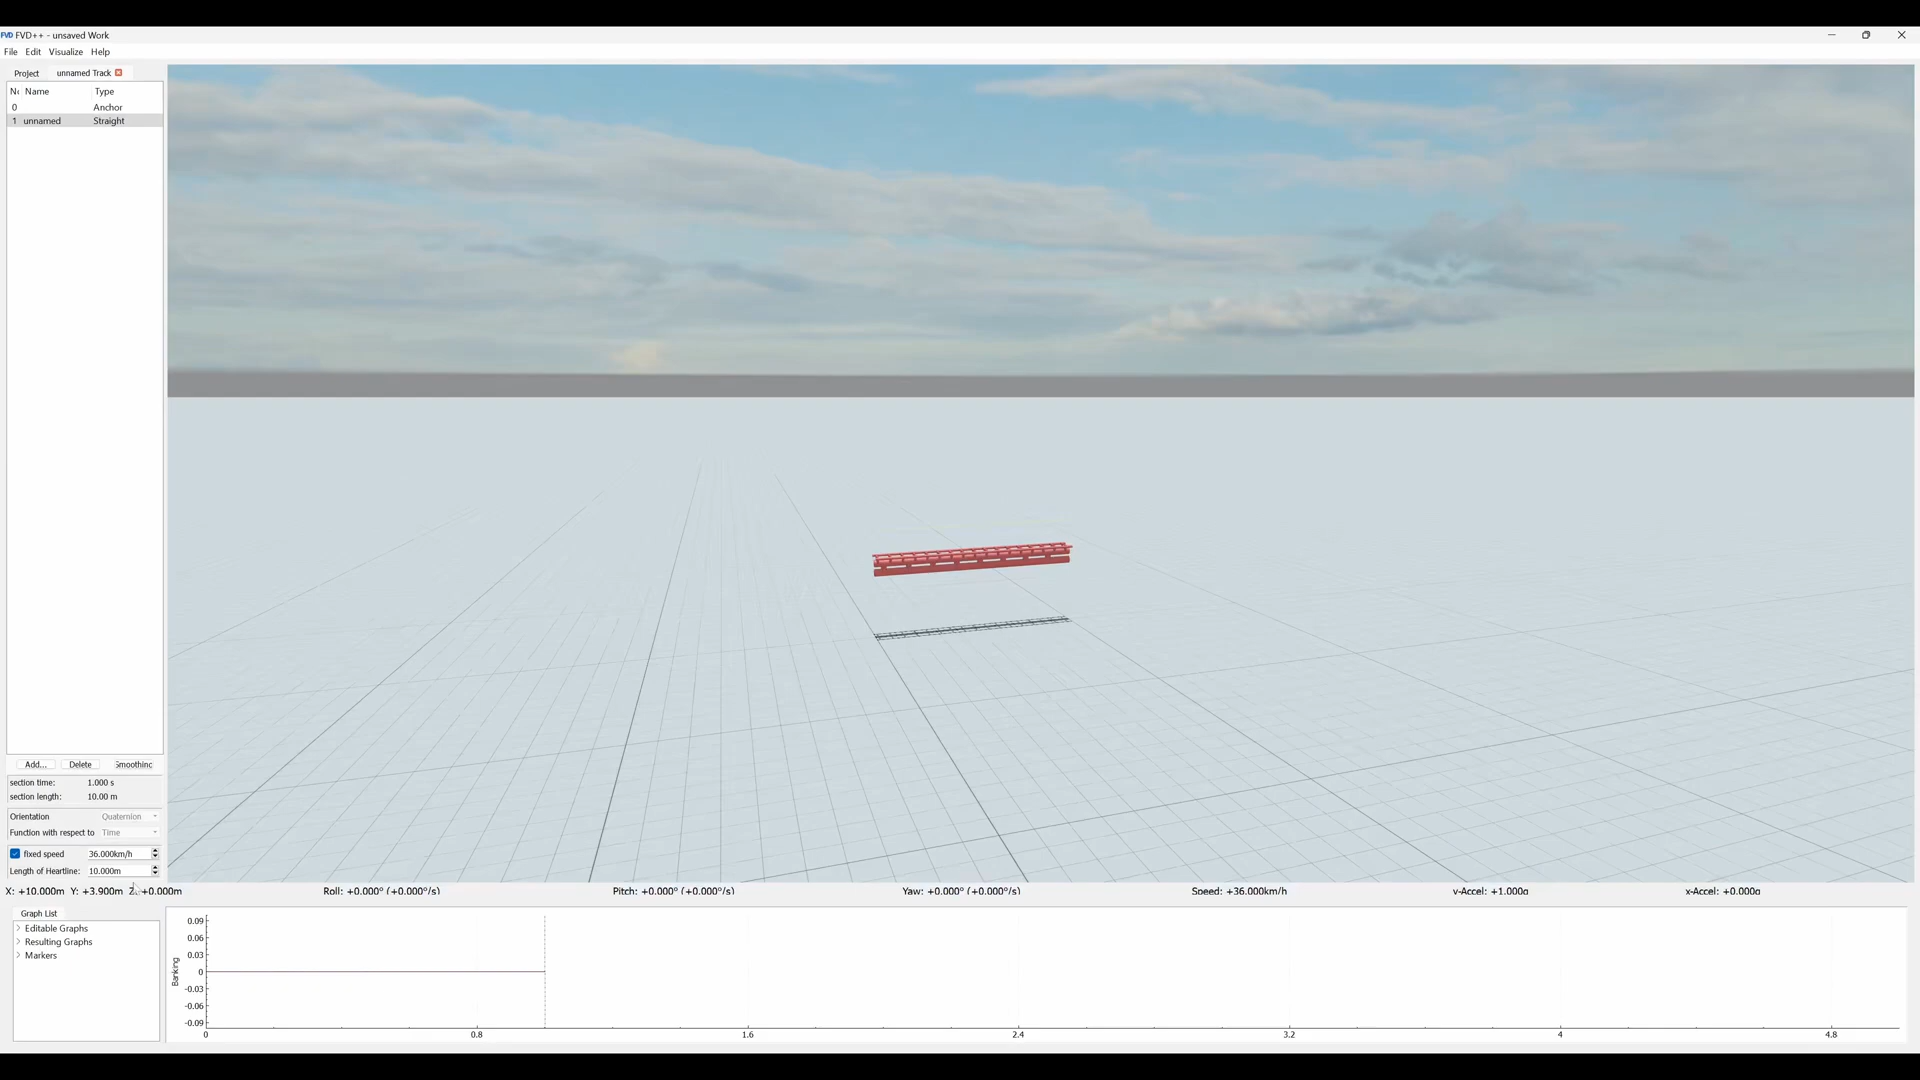 FVD FVD++ - unsaved Work
File Edit Visualize Help
Project unnamed Track
Nc Name Type
0 Anchor
1 unnamed Straight
Add... Delete Smoothing
section time: 1.000 s
section length: 10.00 m
Orientation Quaternion
Function with respect to Time
fixed speed 36.000km/h
Length of Heartline: 10.000m
X: +10.000m Y: +3.900m Z: +0.000m Roll: +0.000° (+0.000°/s) Pitch: +0.000° (+0.000°/s) Yaw: +0.000° (+0.000°/s) Speed: +36.000km/h y-Accel: +1.000g x-Accel: +0.000g
Graph List
Editable Graphs
Resulting Graphs
Markers
Banking
0.09
0.06
0.03
0
-0.03
-0.06
-0.09
0 0.8 1.6 2.4 3.2 4 4.8